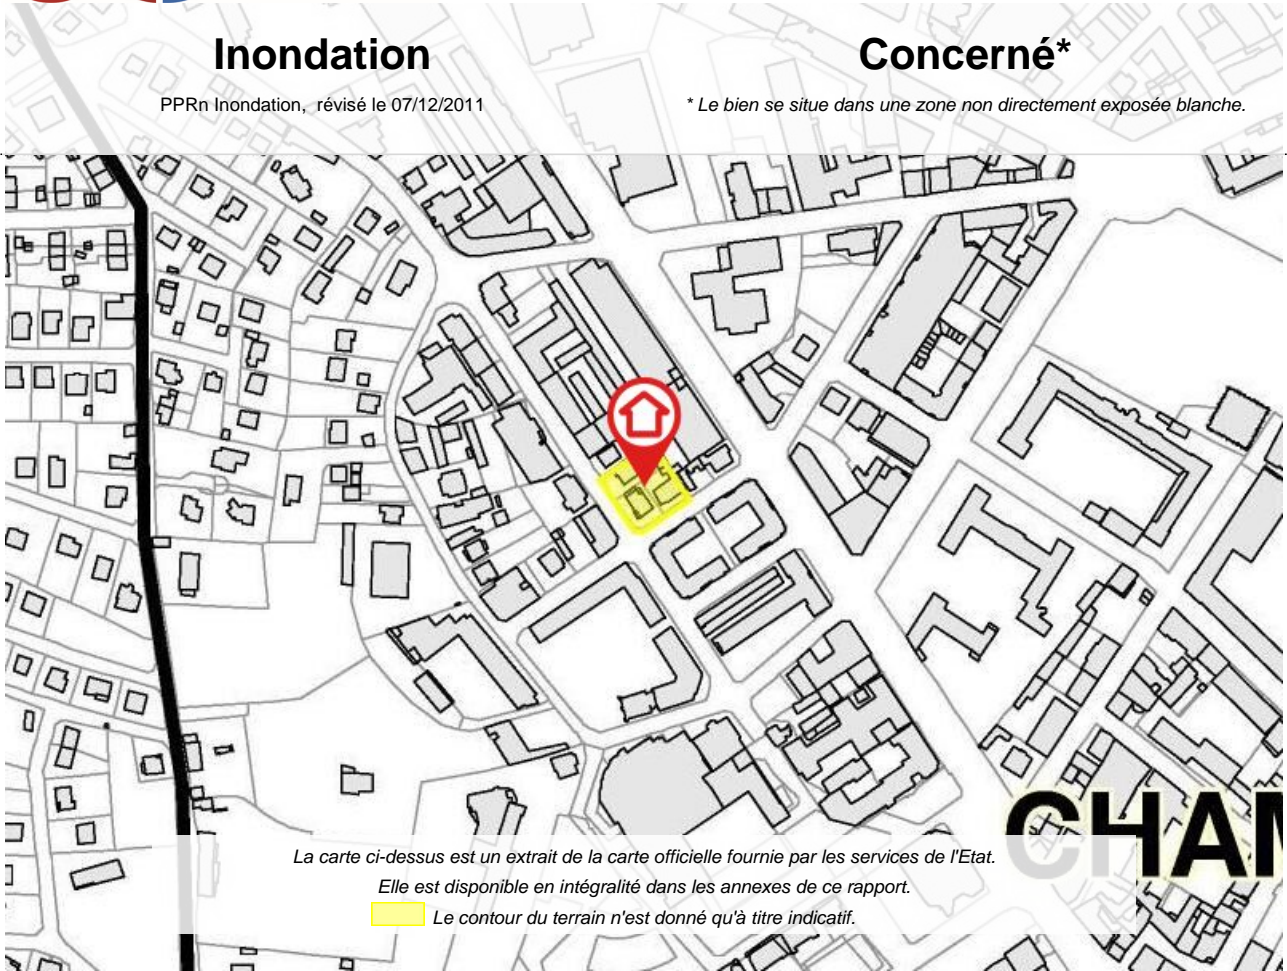 Inondation
PPRn Inondation, révisé le 07/12/2011
Concerné*
* Le bien se situe dans une zone non directement exposée blanche.
CHAM
La carte ci-dessus est un extrait de la carte officielle fournie par les services de l'Etat.
Elle est disponible en intégralité dans les annexes de ce rapport.
Le contour du terrain n'est donné qu'à titre indicatif.